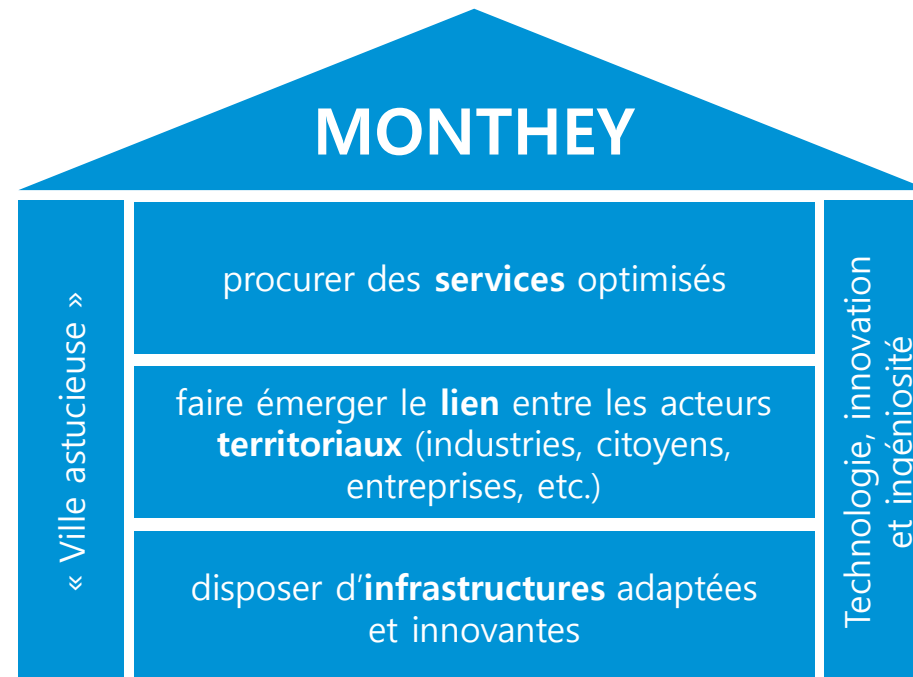 MONTHEY
« Ville astucieuse »
procurer des services optimisés
faire émerger le lien entre les acteurs
territoriaux (industries, citoyens,
entreprises, etc.)
disposer d’infrastructures adaptées
et innovantes
Technologie, innovation
et ingéniosité